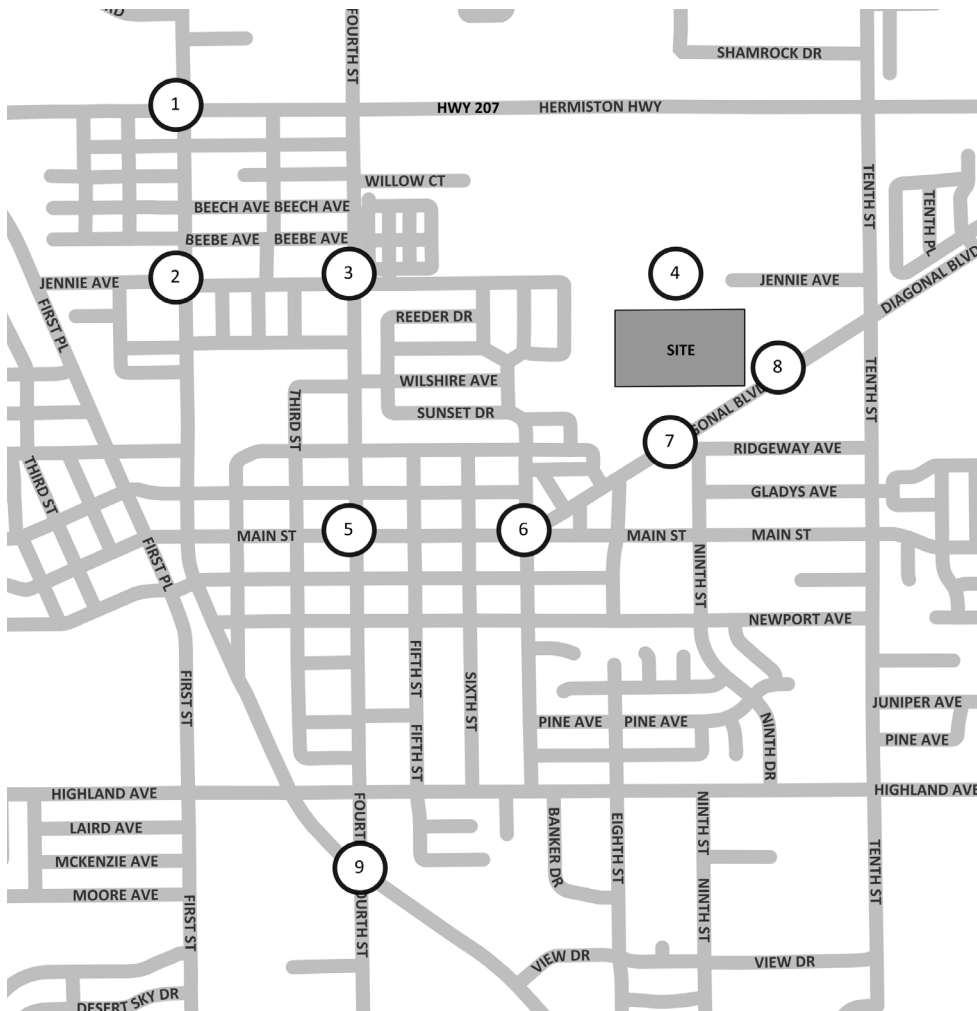 RD
FOURTH ST
SHAMROCK DR
1
HWY 207
HERMISTON HWY
WILLOW CT
TENTH ST
TENTH PL
BEECH AVE
BEECH AVE
BEEBE AVE
BEEBE AVE
JENNIE AVE
2
3
4
JENNIE AVE
DIAGONAL BLVD
FIRST PL
REEDER DR
SITE
8
WILSHIRE AVE
SUNSET DR
THIRD ST
GONAL BLVD
TENTH ST
7
RIDGEWAY AVE
THIRD ST
GLADYS AVE
MAIN ST
5
6
MAIN ST
MAIN ST
FIRST PL
NINTH ST
NEWPORT AVE
FIRST ST
FIFTH ST
SIXTH ST
JUNIPER AVE
PINE AVE
PINE AVE
NINTH DR
PINE AVE
FIFTH ST
HIGHLAND AVE
HIGHLAND AVE
LAIRD AVE
MCKENZIE AVE
MOORE AVE
FOURTH
9
OURTH ST
BANKER DR
EIGHTH ST
NINTH ST
TENTH ST
FIRST ST
NINTH ST
VIEW DR
VIEW DR
DESERT SKY DR